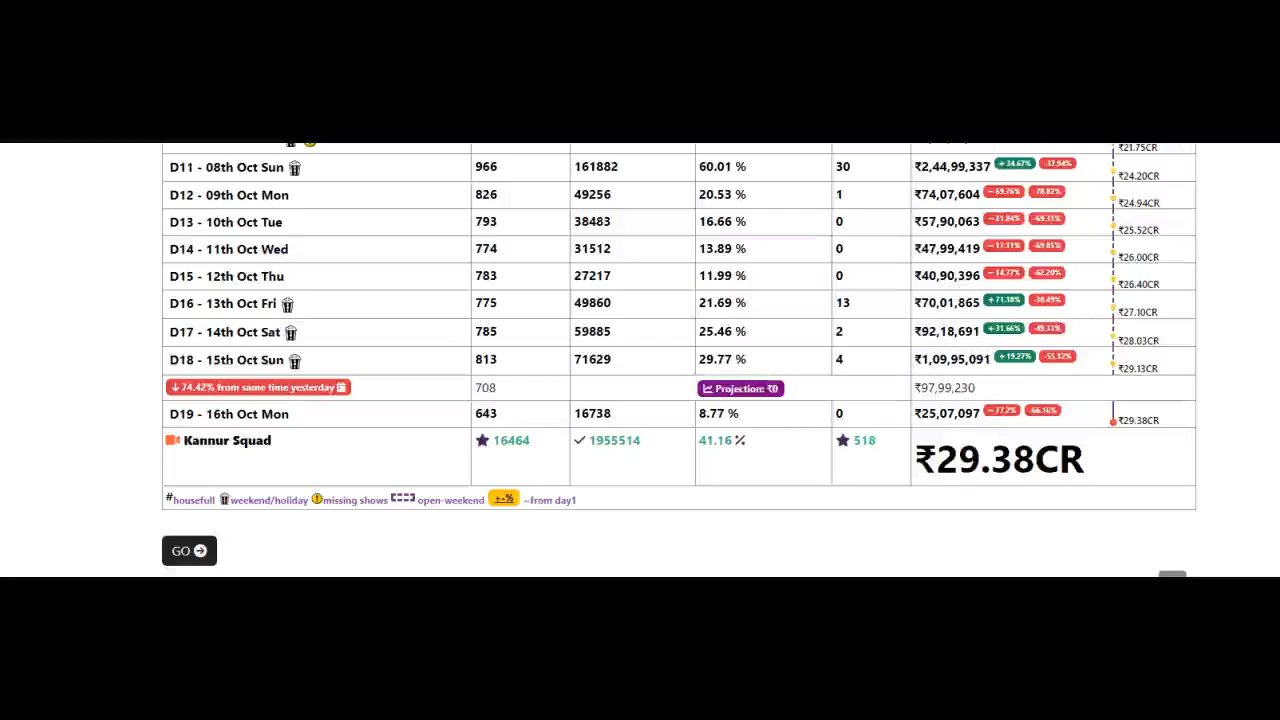 ₹21.75CR
D11 - 08th Oct Sun 966 161882 60.01 % 30 ₹2,44,99,337 +34.67% -37.94% ₹24.20CR
D12 - 09th Oct Mon 826 49256 20.53 % 1 ₹74,07,604 −69.76% -78.82% ₹24.94CR
D13 - 10th Oct Tue 793 38483 16.66 % 0 ₹57,90,063 −21.84% -69.31% ₹25.52CR
D14 - 11th Oct Wed 774 31512 13.89 % 0 ₹47,99,419 −17.11% -69.85% ₹26.00CR
D15 - 12th Oct Thu 783 27217 11.99 % 0 ₹40,90,396 −14.77% -62.20% ₹26.40CR
D16 - 13th Oct Fri 775 49860 21.69 % 13 ₹70,01,865 +71.18% -38.49% ₹27.10CR
D17 - 14th Oct Sat 785 59885 25.46 % 2 ₹92,18,691 +31.66% -49.33% ₹28.03CR
D18 - 15th Oct Sun 813 71629 29.77 % 4 ₹1,09,95,091 +19.27% -55.12% ₹29.13CR
74.42% from same time yesterday 708 Projection: ₹0 ₹97,99,230
D19 - 16th Oct Mon 643 16738 8.77 % 0 ₹25,07,097 −77.2% -66.16% ₹29.38CR
Kannur Squad 16464 1955514 41.16 % 518 ₹29.38CR
#housefull weekend/holiday missing shows open-weekend +-% ~from day1
GO